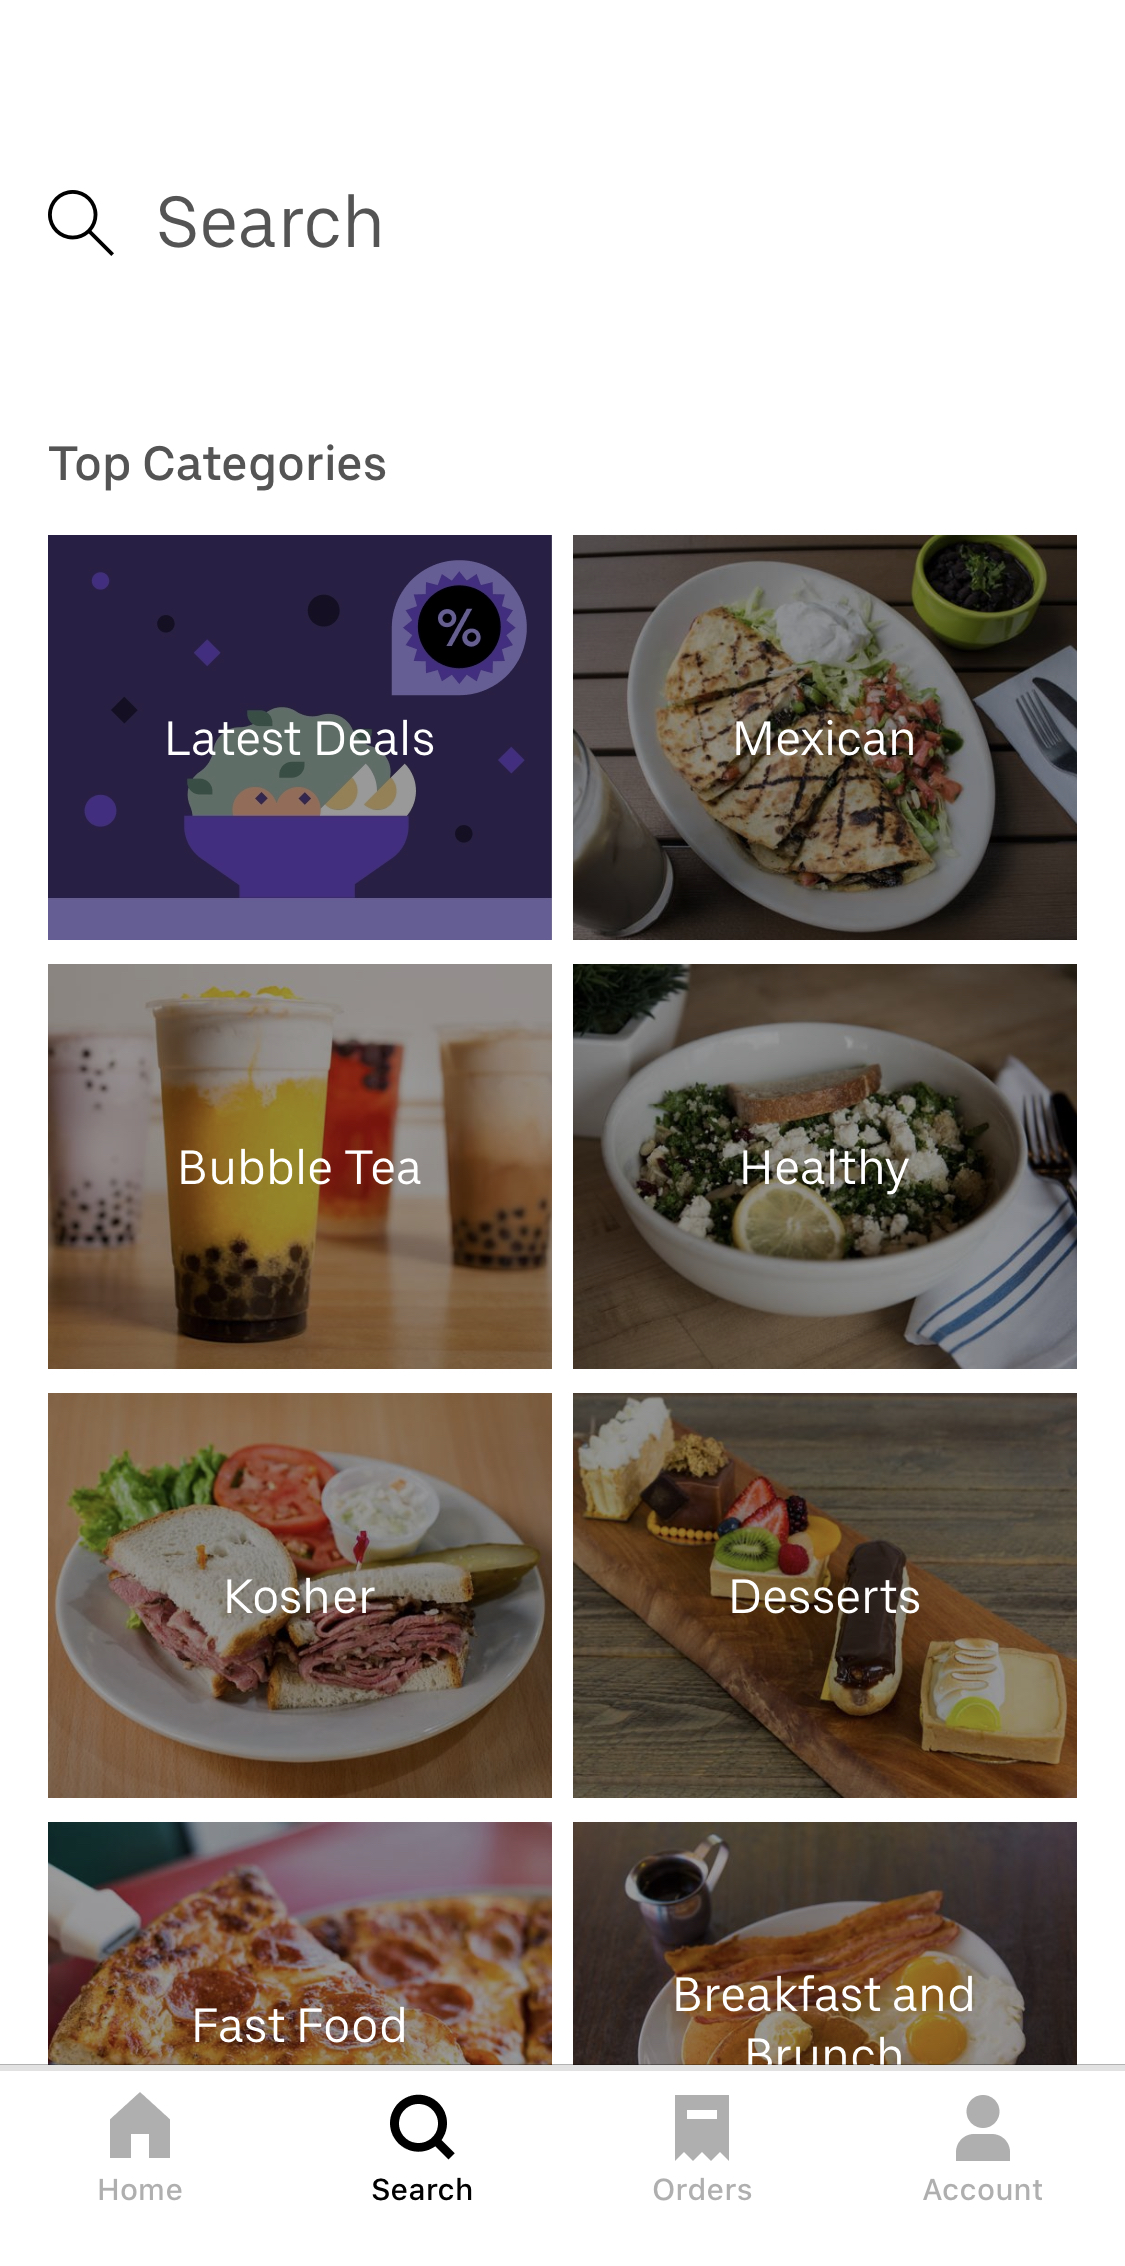 Search
Top Categories
%
Latest Deals
Mexican
Bubble Tea
Healthy
Kosher
Desserts
Fast Food
Breakfast and
Brunch
Home
Search
Orders
Account